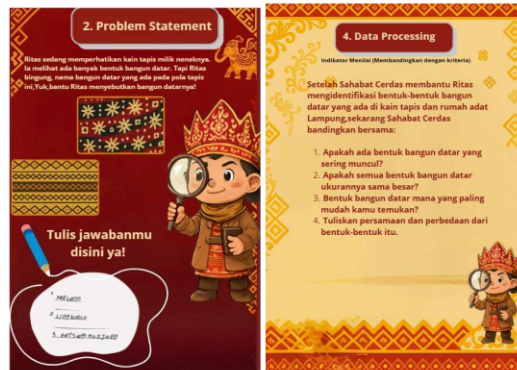 2. Problem Statement
Ritas sedang memperhatikan kain tapis milik neneknya.
Ia melihat ada banyak bentuk bangun datar. Tapi Ritas
bingung, nama bangun datar yang ada pada pola tapis
ini,Yuk,bantu Ritas menyebutkan bangun datarnya!
Tulis jawabanmu
disini ya!
1
2 Lingkaran
3
4. Data Processing
Indikator Menilai (Membandingkan dengan kriteria)
Setelah Sahabat Cerdas membantu Ritas
mengidentifikasi bentuk-bentuk bangun
datar yang ada di kain tapis dan rumah adat
Lampung,sekarang Sahabat Cerdas
bandingkan bersama:
1. Apakah ada bentuk bangun datar yang
sering muncul?
2. Apakah semua bentuk bangun datar
ukurannya sama besar?
3. Bentuk bangun datar mana yang paling
mudah kamu temukan?
4. Tuliskan persamaan dan perbedaan dari
bentuk-bentuk itu.